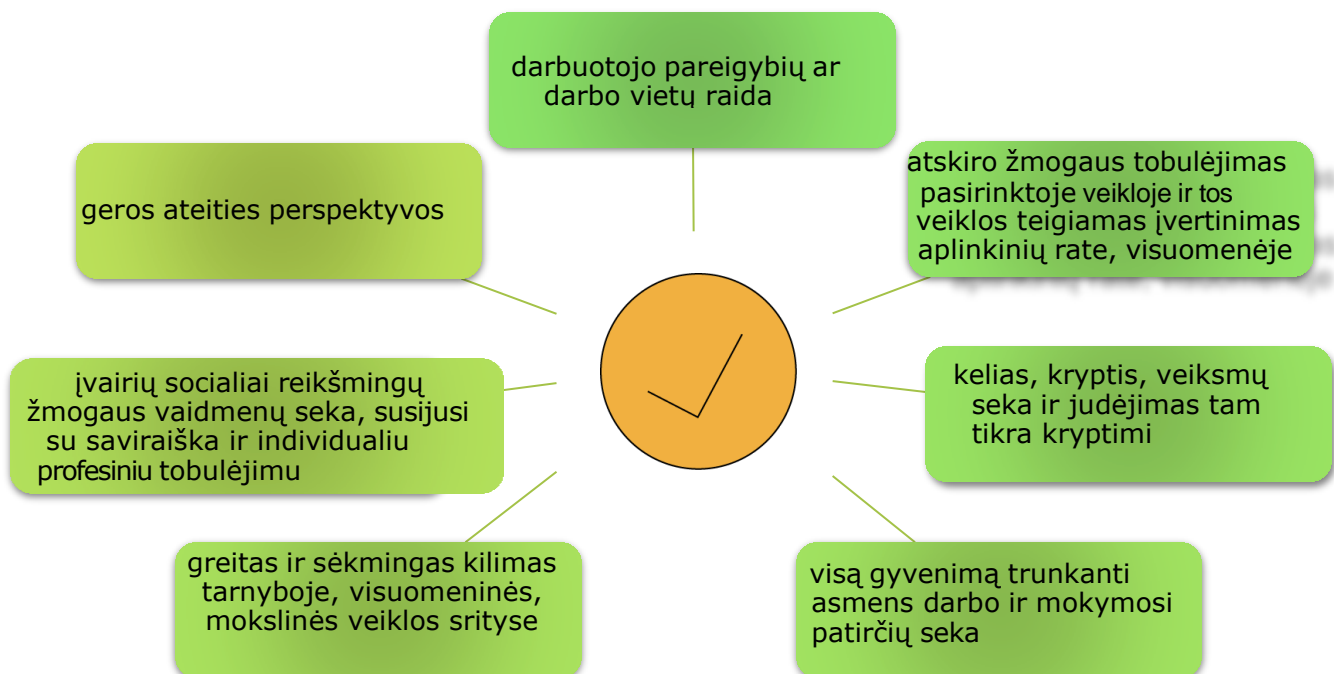 darbuotojo pareigybių ar
darbo vietų raida
atskiro žmogaus tobulėjimas
pasirinktoje veikloje ir tos
veiklos teigiamas įvertinimas
aplinkinių rate, visuomenėje
geros ateities perspektyvos
kelias, kryptis, veiksmų
seka ir judėjimas tam
tikra kryptimi
įvairių socialiai reikšmingų
žmogaus vaidmenų seka, susijusi
su saviraiška ir individualiu
profesiniu tobulėjimu
visą gyvenimą trunkanti
asmens darbo ir mokymosi
patirčių seka
greitas ir sėkmingas kilimas
tarnyboje, visuomeninės,
mokslinės veiklos srityse